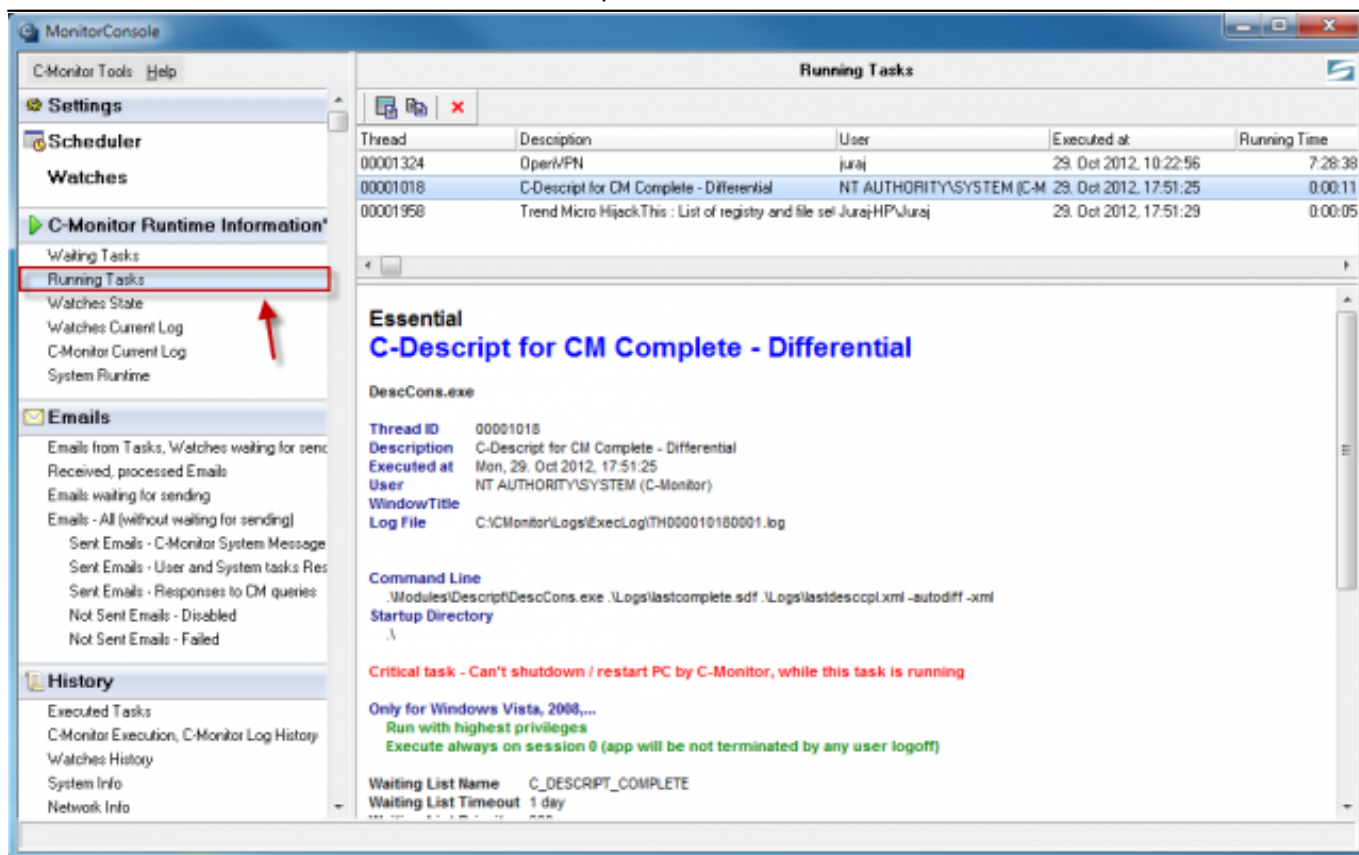 MonitorConsole
C-Monitor Tools Help
Running Tasks
Settings
Scheduler
Watches
C-Monitor Runtime Information*
Waiting Tasks
Running Tasks
Watches State
Watches Current Log
C-Monitor Current Log
System Runtime
Emails
Emails from Tasks, Watches waiting for senc
Received, processed Emails
Emails waiting for sending
Emails - All (without waiting for sending)
Sent Emails - C-Monitor System Message
Sent Emails - User and System tasks Res
Sent Emails - Responses to CM queries
Not Sent Emails - Disabled
Not Sent Emails - Failed
History
Executed Tasks
C-Monitor Execution, C-Monitor Log History
Watches History
System Info
Network Info
Thread Description User Executed at Running Time
00001324 OpenVPN juraj 29. Oct 2012, 10:22:56 7:28:38
00001018 C-Descript for CM Complete - Differential NT AUTHORITY\SYSTEM (C-M 29. Oct 2012, 17:51:25 0:00:11
00001958 Trend Micro HijackThis : List of registry and file set Juraj-HP\Juraj 29. Oct 2012, 17:51:29 0:00:05
Essential
C-Descript for CM Complete - Differential
DescCons.exe
Thread ID 00001018
Description C-Descript for CM Complete - Differential
Executed at Mon, 29. Oct 2012, 17:51:25
User NT AUTHORITY\SYSTEM (C-Monitor)
WindowTitle
Log File C:\CMonitor\Logs\ExecLog\TH000010180001.log
Command Line
.\Modules\Descript\DescCons.exe .\Logs\lastcomplete.sdf .\Logs\lastdesccpl.xml -autodiff -xml
Startup Directory
.\
Critical task - Can't shutdown / restart PC by C-Monitor, while this task is running
Only for Windows Vista, 2008,...
Run with highest privileges
Execute always on session 0 (app will be not terminated by any user logoff)
Waiting List Name C_DESCRIPT_COMPLETE
Waiting List Timeout 1 day